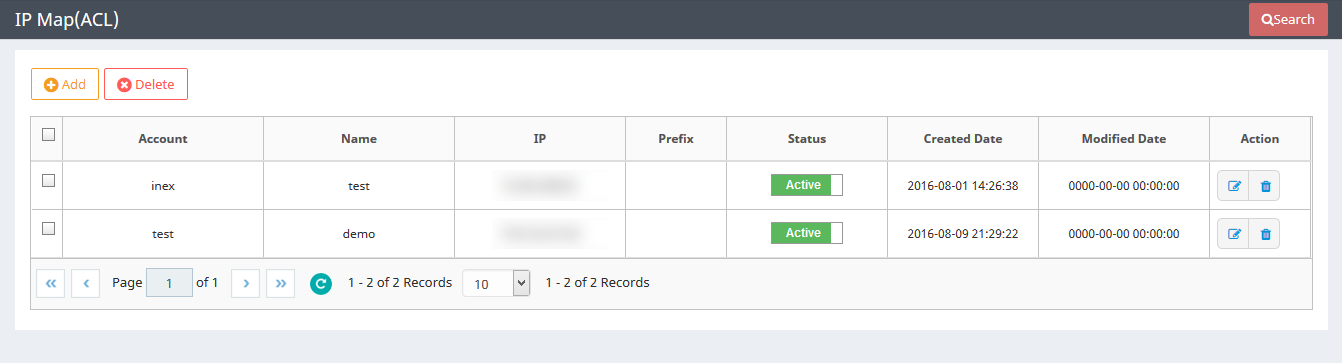 IP Map(ACL)
Search
Add Delete
Account Name IP Prefix Status Created Date Modified Date Action
inex test Active 2016-08-01 14:26:38 0000-00-00 00:00:00
test demo Active 2016-08-09 21:29:22 0000-00-00 00:00:00
« ‹ Page 1 of 1 › » 1 - 2 of 2 Records 10 1 - 2 of 2 Records